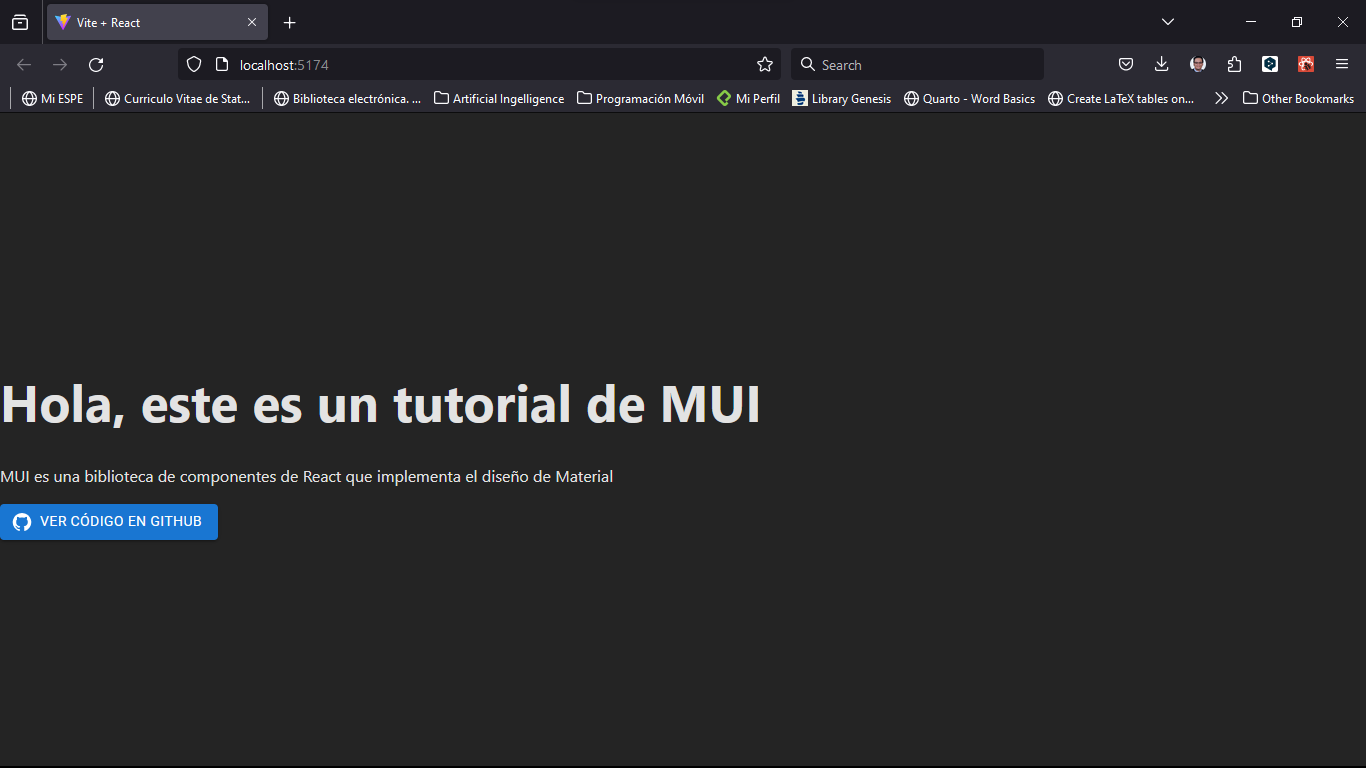 Vite + React
localhost:5174
Search
Mi ESPE
Curriculo Vitae de Stat...
Biblioteca electrónica. ...
Artificial Ingelligence
Programación Móvil
Mi Perfil
Library Genesis
Quarto - Word Basics
Create LaTeX tables on...
Other Bookmarks
Hola, este es un tutorial de MUI
MUI es una biblioteca de componentes de React que implementa el diseño de Material
VER CÓDIGO EN GITHUB